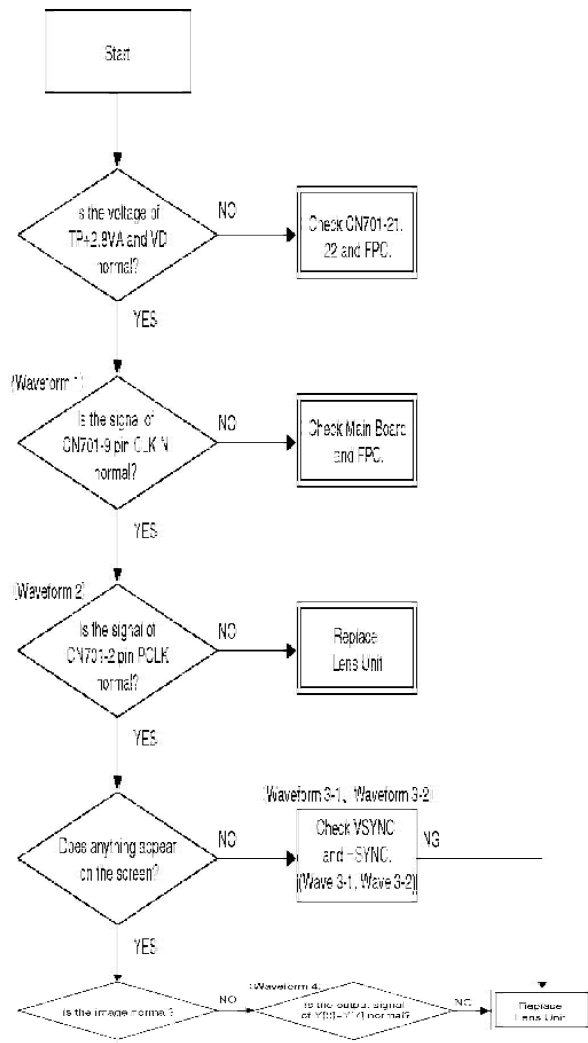 Start
Is the voltage of
TP+2.8VA and VD
normal?
NO
Check CN701-21,
22 and FPC.
YES
(Waveform 1)
Is the signal of
CN701-9 pin CLK N
normal?
NO
Check Main Board
and FPC.
YES
(Waveform 2)
Is the signal of
CN701-2 pin PCLK
normal?
NO
Replace
Lens Unit
YES
(Waveform 3-1, Waveform 3-2)
Does anything appear
on the screen?
NO
Check VSYNC
and HSYNC.
(Wave 3-1, Wave 3-2)
NG
YES
Is the image normal?
NO
(Waveform 4)
Is the output signal
normal?
NO
Replace
Lens Unit